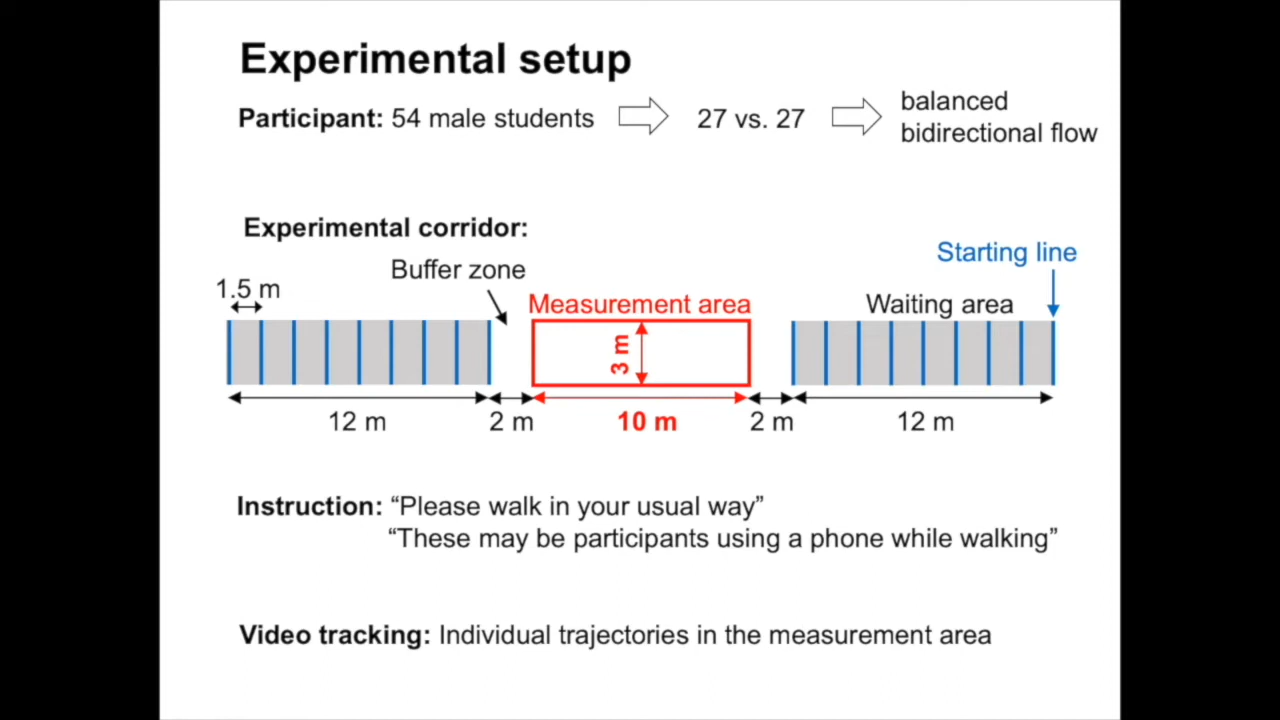 Experimental setup
Participant: 54 male students
27 vs. 27
balanced
bidirectional flow
Experimental corridor:
Starting line
Buffer zone
1.5 m
Measurement area
Waiting area
3 m
12 m
2 m
10 m
2 m
12 m
Instruction: “Please walk in your usual way”
“These may be participants using a phone while walking”
Video tracking: Individual trajectories in the measurement area